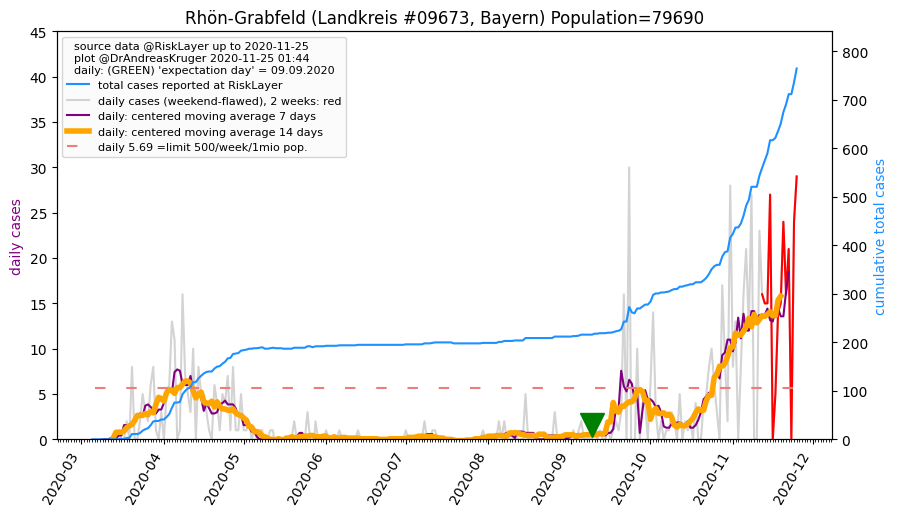 Rhön-Grabfeld (Landkreis #09673, Bayern) Population=79690
source data @RiskLayer up to 2020-11-25
plot @DrAndreasKruger 2020-11-25 01:44
daily: (GREEN) 'expectation day' = 09.09.2020
total cases reported at RiskLayer
daily cases (weekend-flawed), 2 weeks: red
daily: centered moving average 7 days
daily: centered moving average 14 days
daily 5.69 =limit 500/week/1mio pop.
daily cases
45
40
35
30
25
20
15
10
5
0
cumulative total cases
800
700
600
500
400
300
200
100
0
2020-03
2020-04
2020-05
2020-06
2020-07
2020-08
2020-09
2020-10
2020-11
2020-12